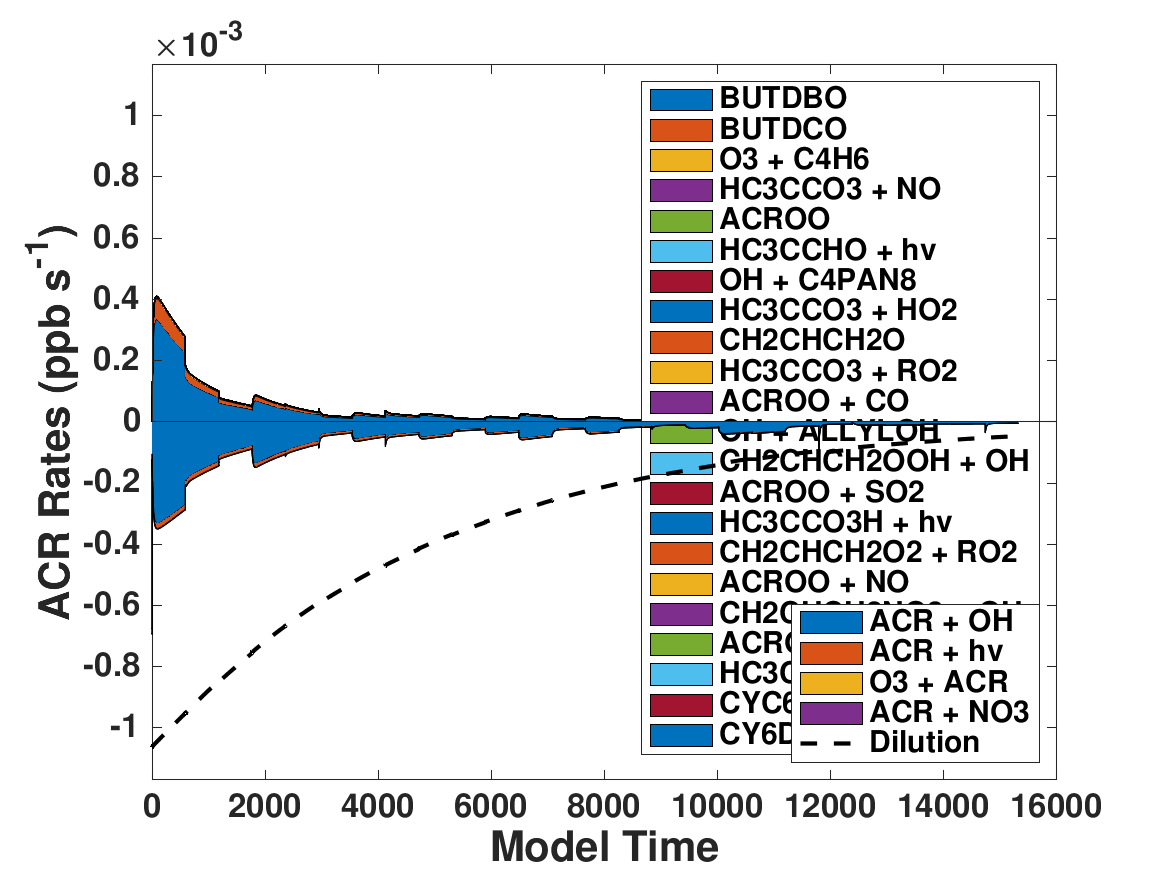 ×10-3
ACR Rates (ppb s-1)
1
0.8
0.6
0.4
0.2
0
-0.2
-0.4
-0.6
-0.8
-1
BUTDBO
BUTDCO
O3 + C4H6
HC3CCO3 + NO
ACROO
HC3CCHO + hv
OH + C4PAN8
HC3CCO3 + HO2
CH2CHCH2O
HC3CCO3 + RO2
ACROO + CO
OH + ALLYLOH
CH2CHCH2OOH + OH
ACROO + SO2
HC3CCO3H + hv
CH2CHCH2O2 + RO2
ACROO + NO
ACR + OH
ACR + hv
O3 + ACR
ACR + NO3
Dilution
0 2000 4000 6000 8000 10000 12000 14000 16000
Model Time